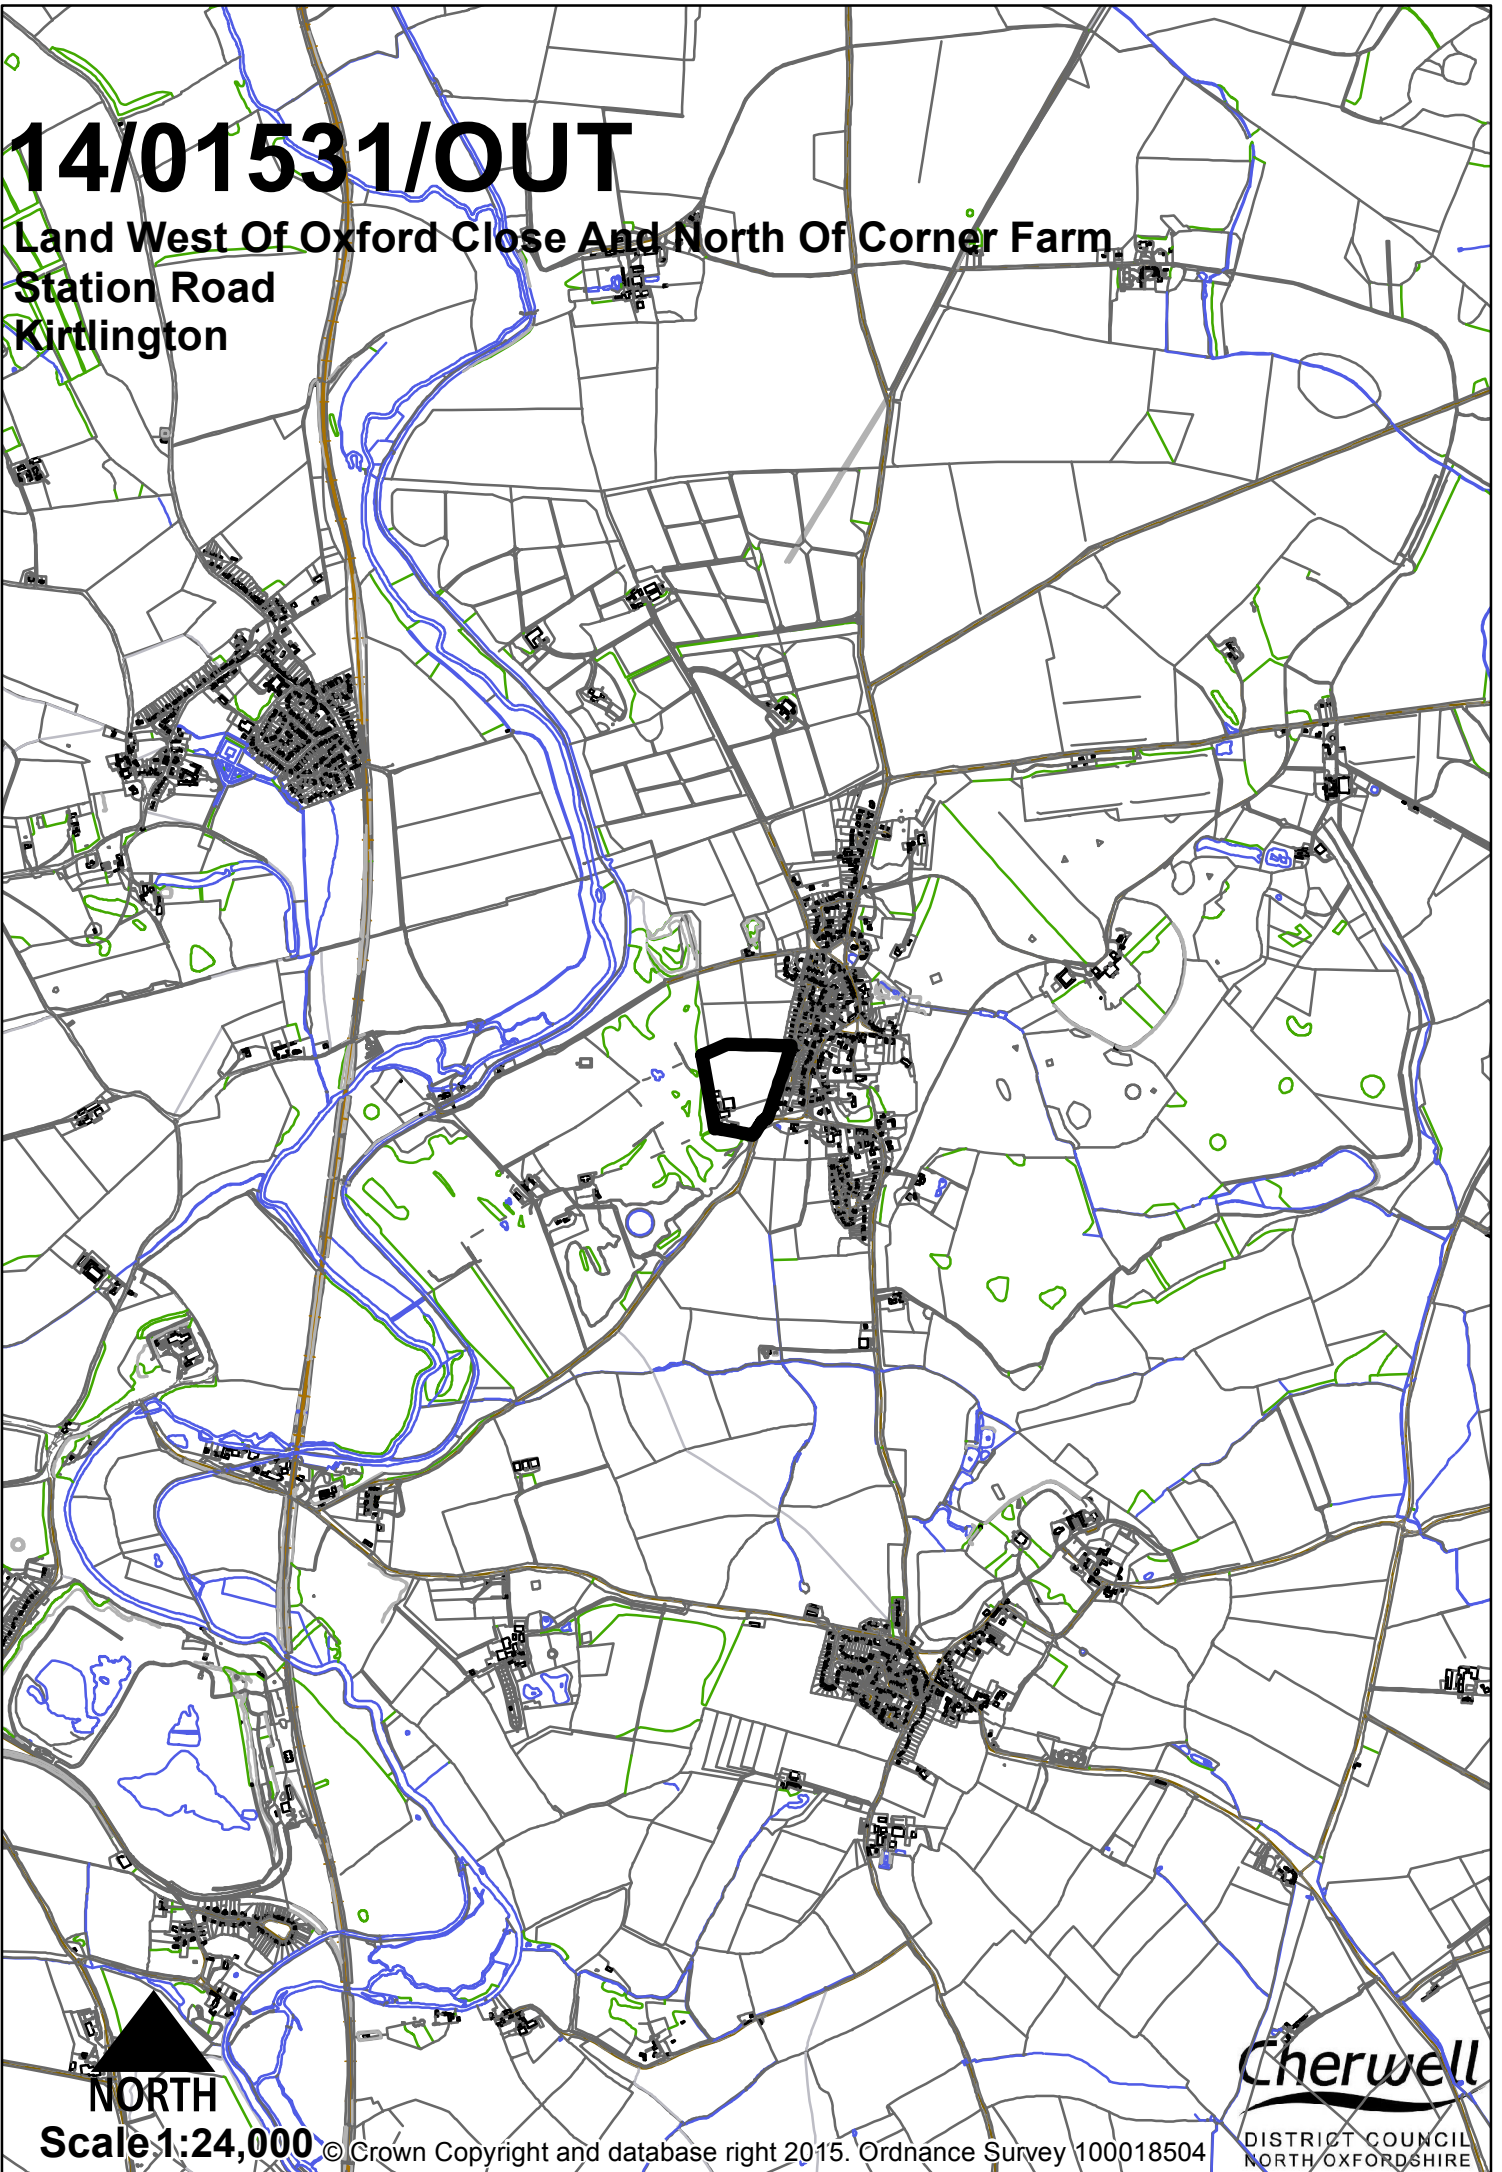 14/01531/OUT
Land West Of Oxford Close And North Of Corner Farm
Station Road
Kirtlington
NORTH
Scale 1:24,000
© Crown Copyright and database right 2015. Ordnance Survey 100018504
Cherwell
DISTRICT COUNCIL
NORTH OXFORDSHIRE